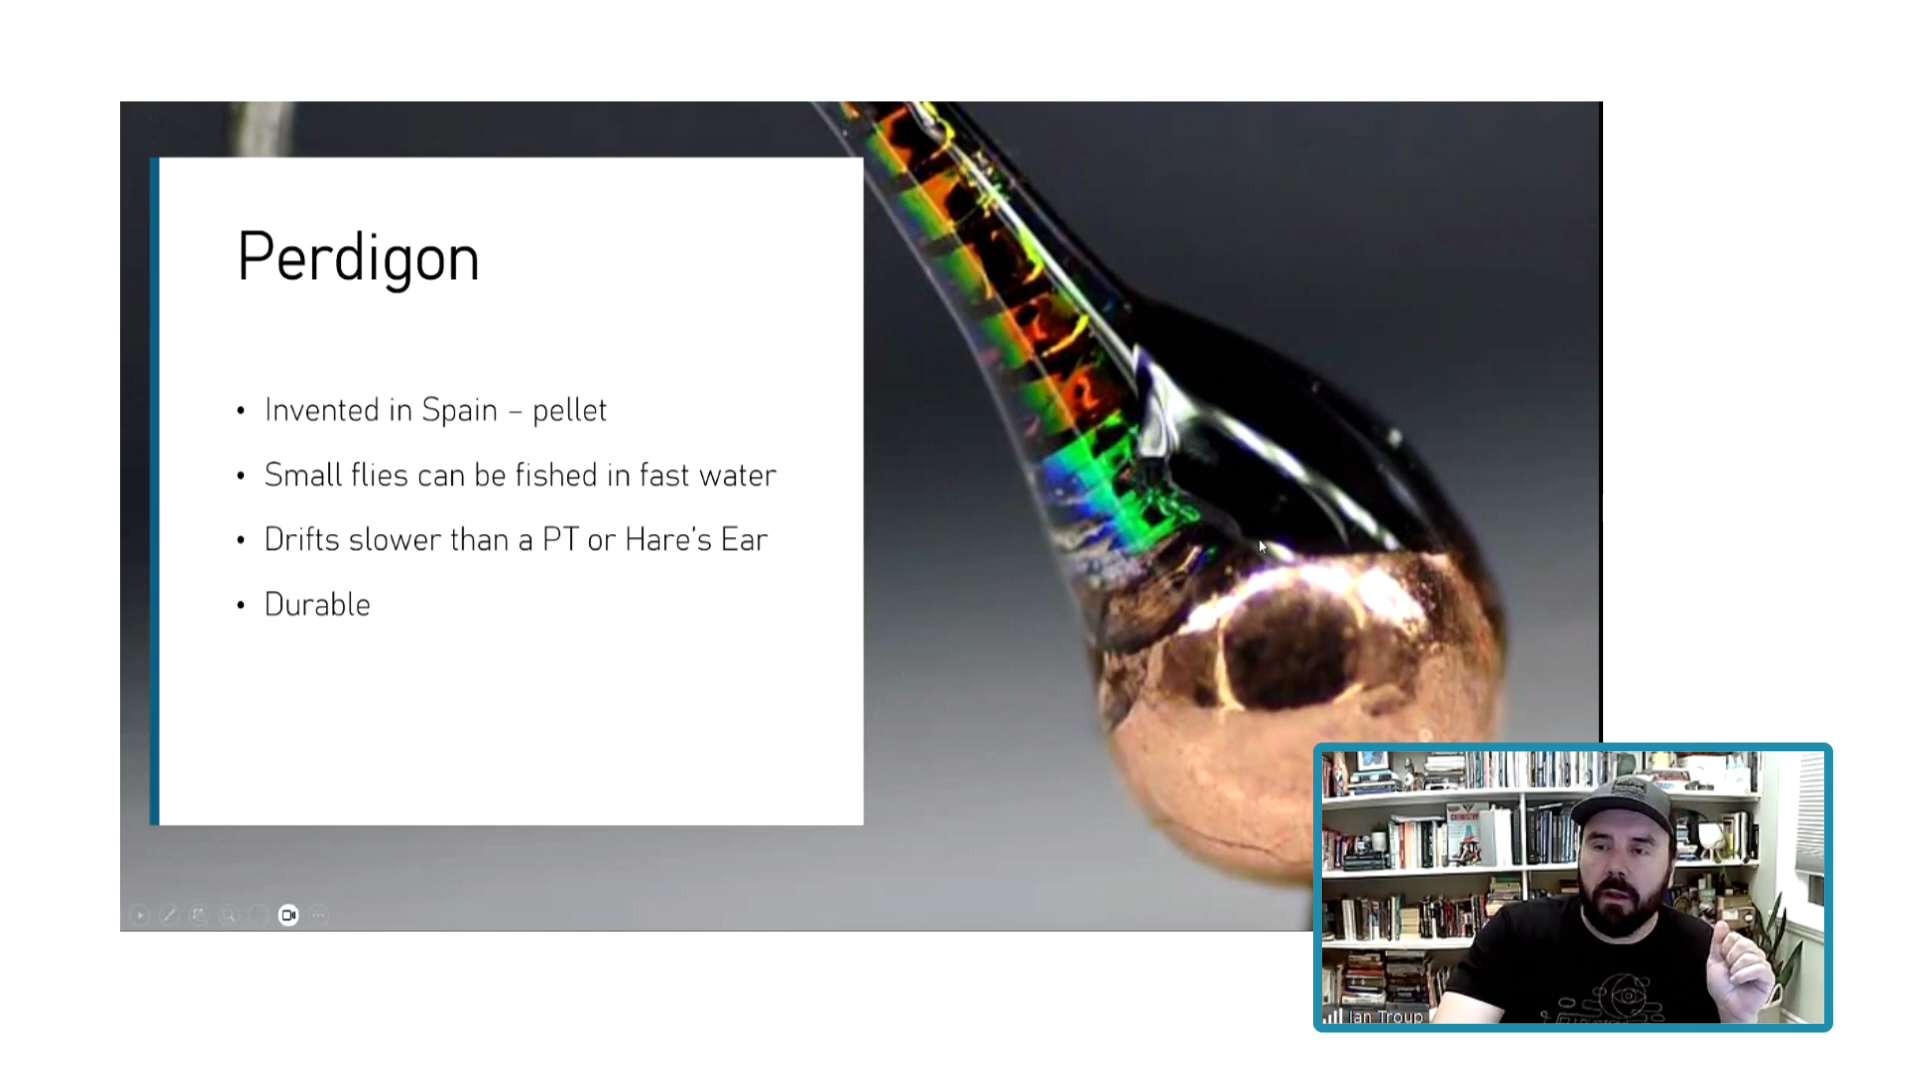 Perdigon
• Invented in Spain – pellet
• Small flies can be fished in fast water
• Drifts slower than a PT or Hare's Ear
• Durable
CHEMISTRY
Ian Troup